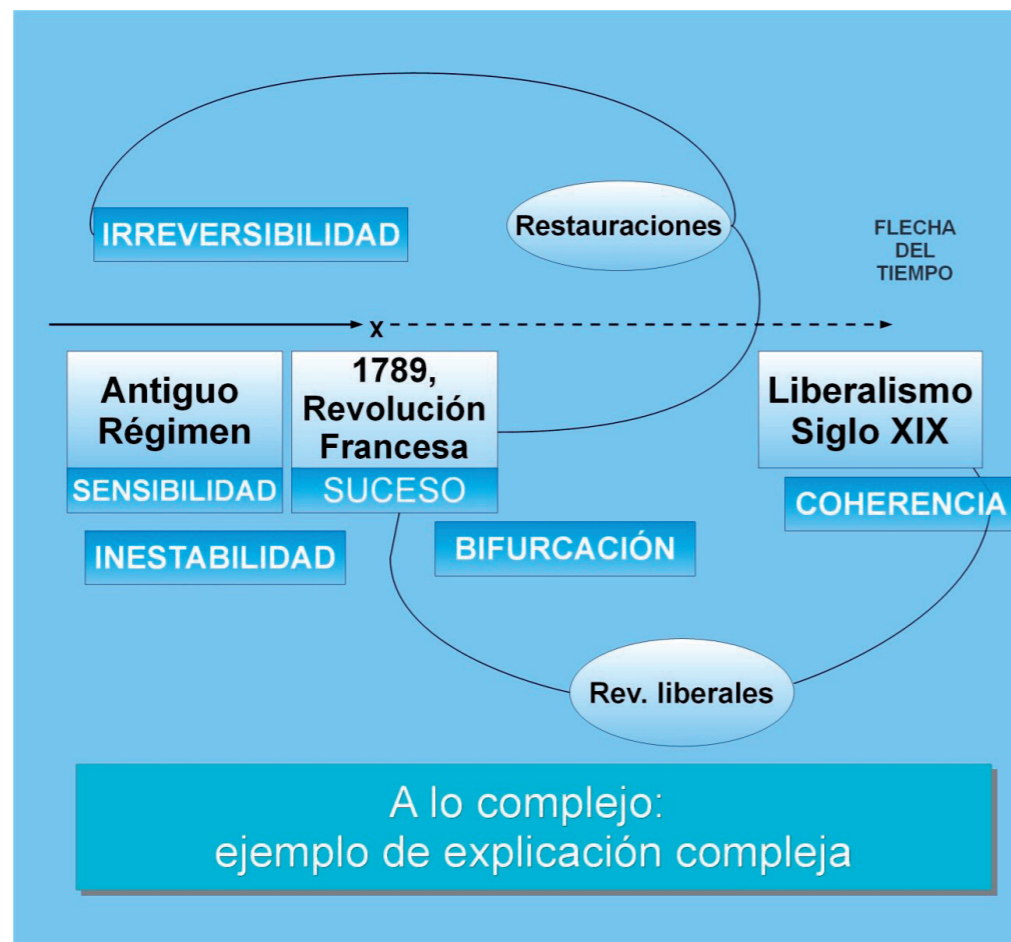 IRREVERSIBILIDAD
Restauraciones
FLECHA
DEL
TIEMPO
x
Antiguo
Régimen
SENSIBILIDAD
1789,
Revolución
Francesa
SUCESO
Liberalismo
Siglo XIX
COHERENCIA
INESTABILIDAD
BIFURCACIÓN
Rev. liberales
A lo complejo:
ejemplo de explicación compleja